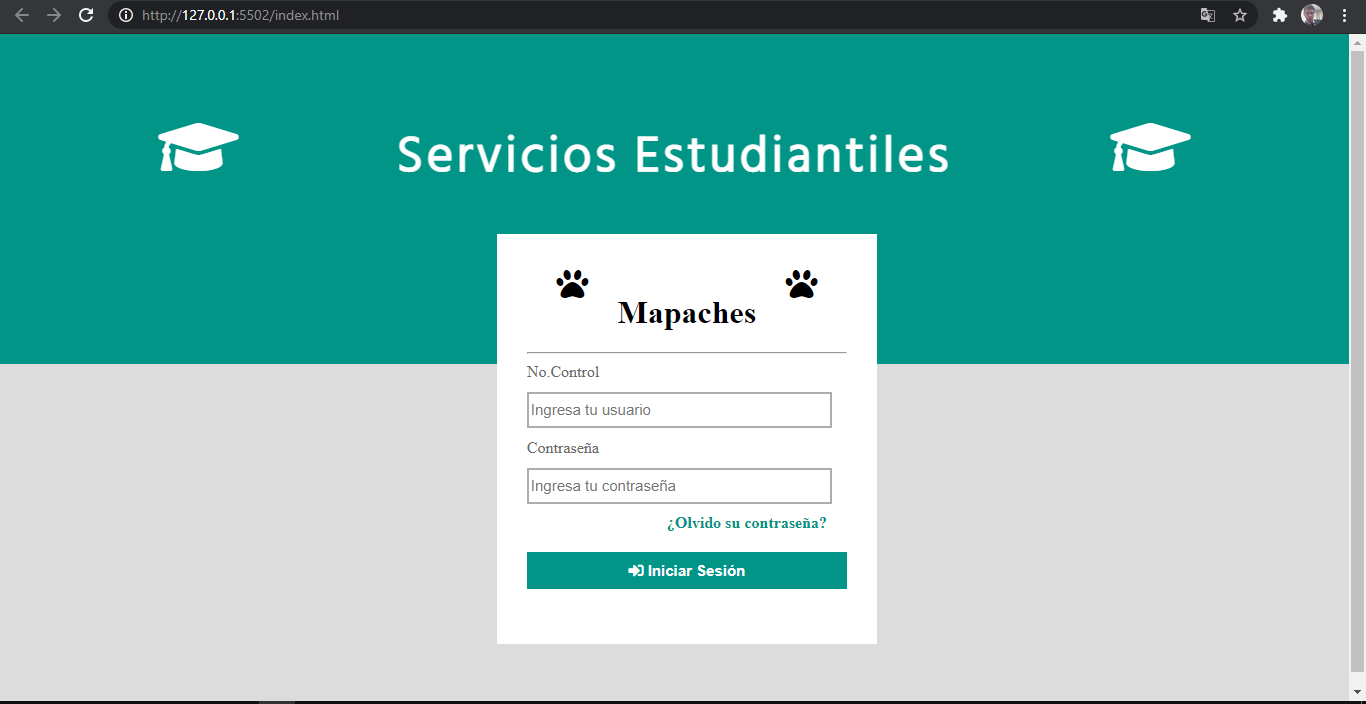 http://127.0.0.1:5502/index.html
Servicios Estudiantiles
Mapaches
No.Control
Ingresa tu usuario
Contraseña
Ingresa tu contraseña
¿Olvido su contraseña?
Iniciar Sesión